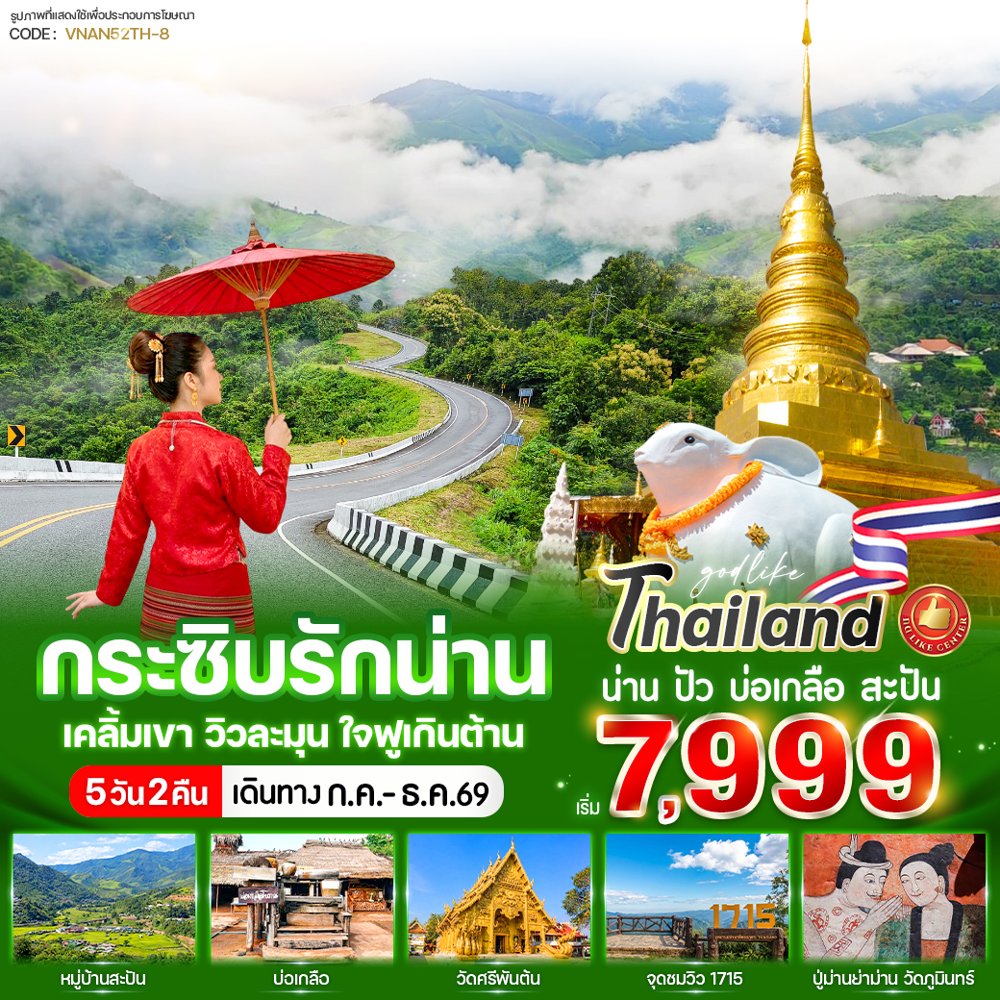 รูปภาพที่แสดงใช้เพื่อประกอบการโฆษณา
CODE: VNAN52TH-8
godlike
Thailand
GODLIKE CENTER
กระซิบรักน่าน
เคลิ้มเขา วิวละมุน ใจฟูเกินต้าน
5 วัน 2 คืน เดินทาง ก.ค.- ธ.ค.69
น่าน ปัว บ่อเกลือ สะปัน
เริ่ม 7,999
1715
หมู่บ้านสะปัน
บ่อเกลือ
วัดศรีพันต้น
จุดชมวิว 1715
ปู่ม่านย่าม่าน วัดภูมินทร์